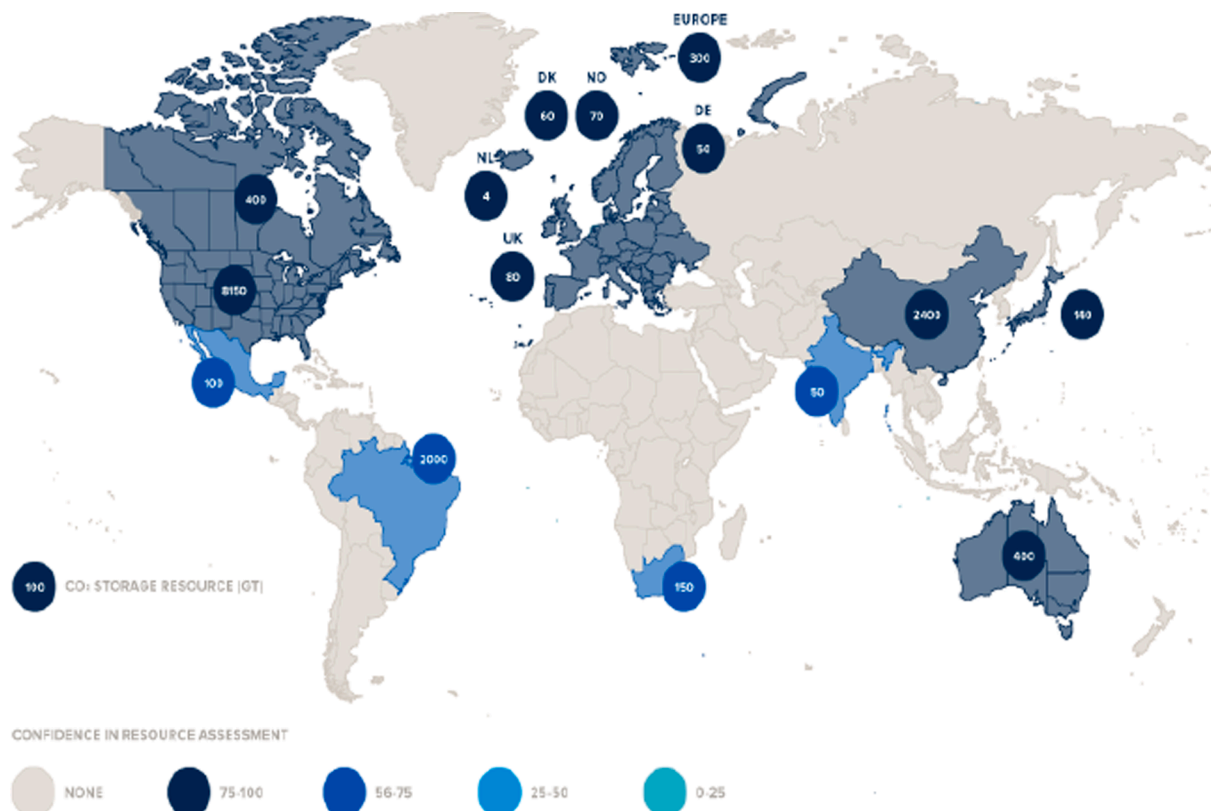 EUROPE
300
DK
NO
60
70
DE
50
NL
4
400
UK
80
8150
2400
140
100
50
2000
400
100
CO₂ STORAGE RESOURCE (GT)
150
CONFIDENCE IN RESOURCE ASSESSMENT
NONE
75-100
56-75
25-50
0-25